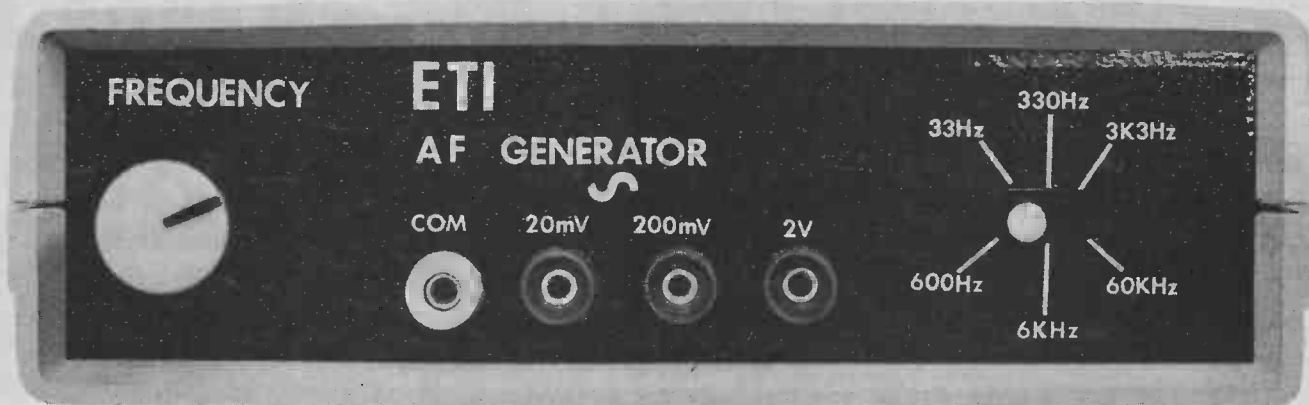 FREQUENCY
ETI
AF GENERATOR
COM 20mV 200mV 2V
33Hz 330Hz 3K3Hz
600Hz 6KHz 60KHz